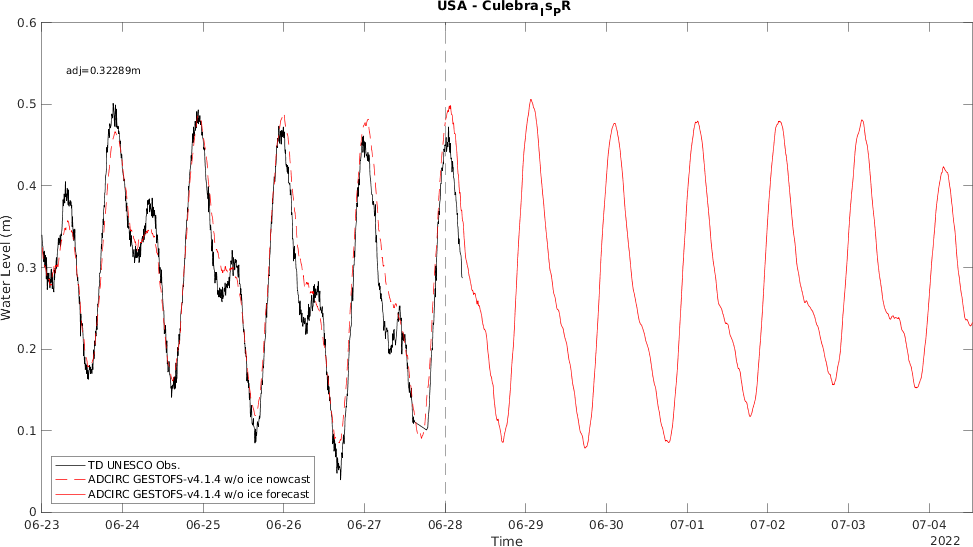 USA - Culebra_Is_PR
adj=0.32289m
0.6
0.5
0.4
0.3
0.2
0.1
0
Water Level (m)
TD UNESCO Obs.
ADCIRC GESTOFS-v4.1.4 w/o ice nowcast
ADCIRC GESTOFS-v4.1.4 w/o ice forecast
06-23 06-24 06-25 06-26 06-27 06-28 06-29 06-30 07-01 07-02 07-03 07-04
Time
2022